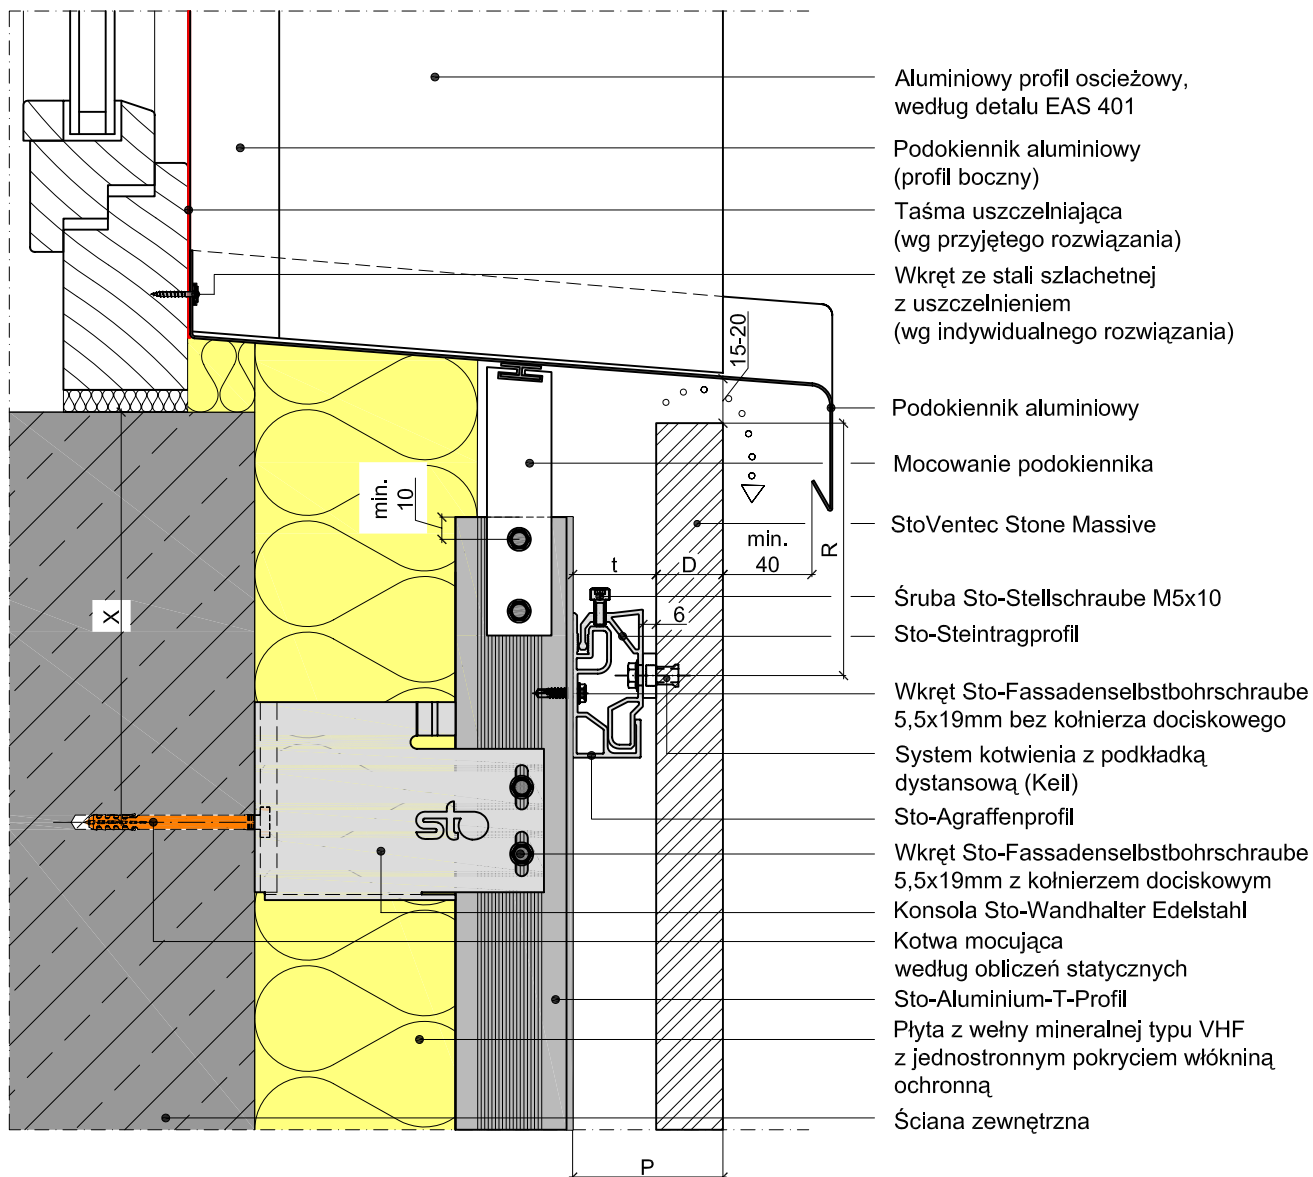 Aluminiowy profil oscieżowy,
według detalu EAS 401
Podokiennik aluminiowy
(profil boczny)
Taśma uszczelniająca
(wg przyjętego rozwiązania)
Wkręt ze stali szlachetnej
z uszczelnieniem
(wg indywidualnego rozwiązania)
15-20
Podokiennik aluminiowy
Mocowanie podokiennika
min.
10
StoVentec Stone Massive
min.
40
R
t
D
X
Śruba Sto-Stellschraube M5x10
6
Sto-Steintragprofil
Wkręt Sto-Fassadenselbstbohrschraube
5,5x19mm bez kołnierza dociskowego
System kotwienia z podkładką
dystansową (Keil)
Sto-Agraffenprofil
sto
Wkręt Sto-Fassadenselbstbohrschraube
5,5x19mm z kołnierzem dociskowym
Konsola Sto-Wandhalter Edelstahl
Kotwa mocująca
według obliczeń statycznych
Sto-Aluminium-T-Profil
Płyta z wełny mineralnej typu VHF
z jednostronnym pokryciem włókniną
ochronną
Ściana zewnętrzna
P